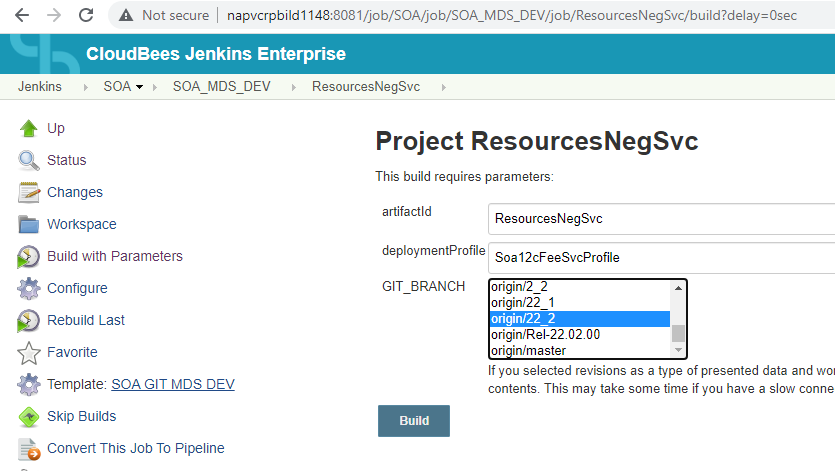 Not secure napvcrpbild1148:8081/job/SOA/job/SOA_MDS_DEV/job/ResourcesNegSvc/build?delay=0sec
CloudBees Jenkins Enterprise
Jenkins SOA SOA_MDS_DEV ResourcesNegSvc
Up
Status
Changes
Workspace
Build with Parameters
Configure
Rebuild Last
Favorite
Template: SOA GIT MDS DEV
Skip Builds
Convert This Job To Pipeline
Project ResourcesNegSvc
This build requires parameters:
artifactId ResourcesNegSvc
deploymentProfile Soa12cFeeSvcProfile
GIT_BRANCH origin/2_2
origin/22_1
origin/22_2
origin/Rel-22.02.00
origin/master
If you selected revisions as a type of presented data and wor
contents. This may take some time if you have a slow conne
Build